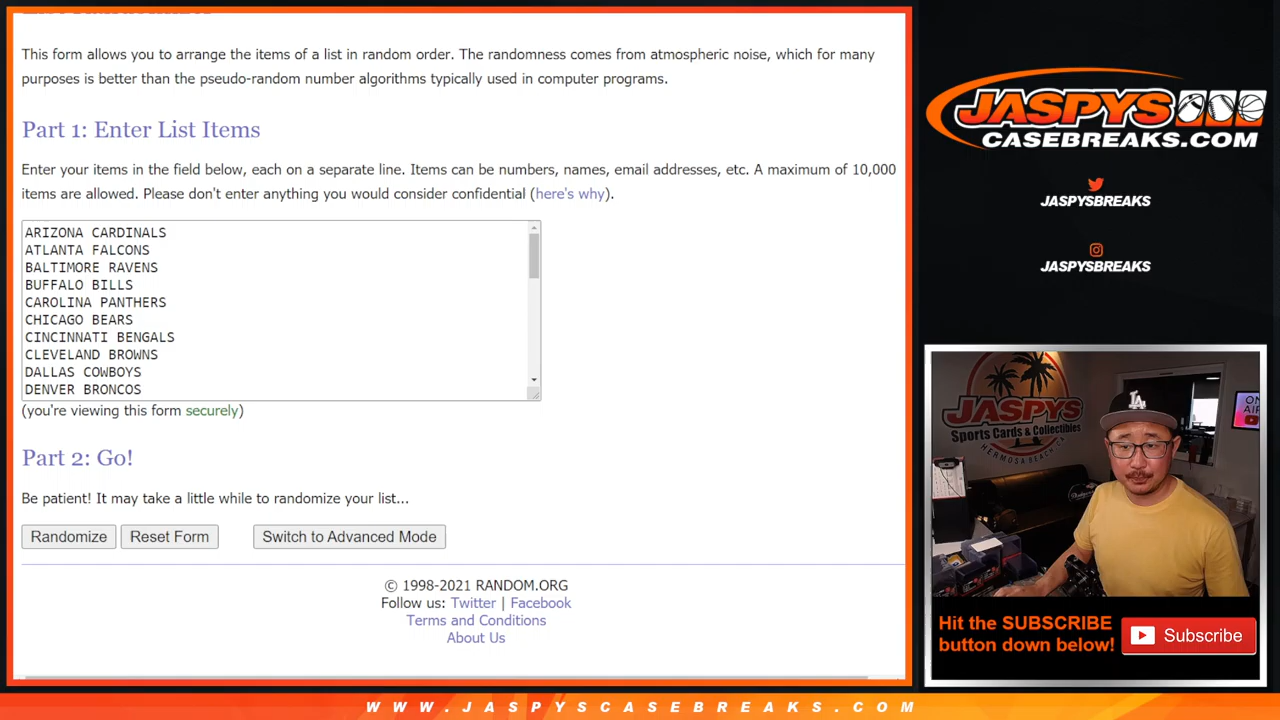 This form allows you to arrange the items of a list in random order. The randomness comes from atmospheric noise, which for many
purposes is better than the pseudo-random number algorithms typically used in computer programs.
Part 1: Enter List Items
Enter your items in the field below, each on a separate line. Items can be numbers, names, email addresses, etc. A maximum of 10,000
items are allowed. Please don't enter anything you would consider confidential (here's why).
ARIZONA CARDINALS
ATLANTA FALCONS
BALTIMORE RAVENS
BUFFALO BILLS
CAROLINA PANTHERS
CHICAGO BEARS
CINCINNATI BENGALS
CLEVELAND BROWNS
DALLAS COWBOYS
DENVER BRONCOS
(you're viewing this form securely)
Part 2: Go!
Be patient! It may take a little while to randomize your list...
Randomize Reset Form Switch to Advanced Mode
© 1998-2021 RANDOM.ORG
Follow us: Twitter | Facebook
Terms and Conditions
About Us
JASPYS
CASEBREAKS.COM
JASPYSBREAKS
JASPYSBREAKS
JASPYS
Sports Cards & Collectibles
HERMOSA BEACH, CA
ON
AIR
LA
Hit the SUBSCRIBE
button down below!
Subscribe
WWW.JASPYSCASEBREAKS.COM